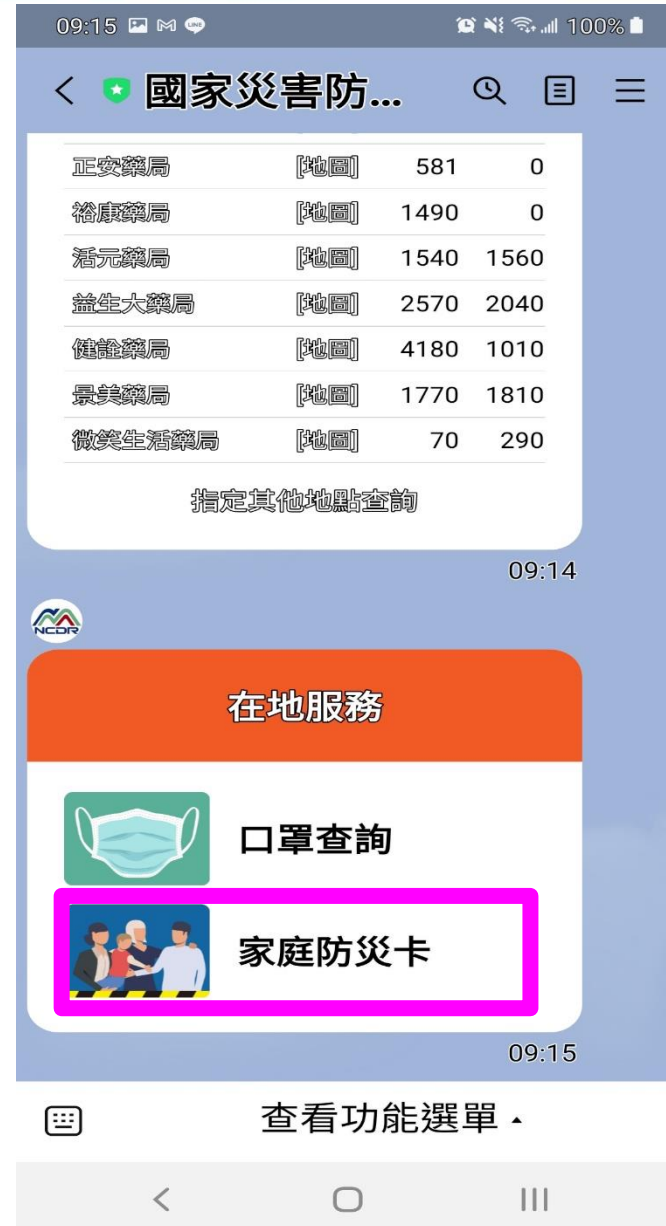 09:15 100%
國家災害防...
正安藥局 [地圖] 581 0
裕康藥局 [地圖] 1490 0
活元藥局 [地圖] 1540 1560
益生大藥局 [地圖] 2570 2040
健詮藥局 [地圖] 4180 1010
景美藥局 [地圖] 1770 1810
微笑生活藥局 [地圖] 70 290
指定其他地點查詢
09:14
NCDR
在地服務
口罩查詢
家庭防災卡
09:15
查看功能選單